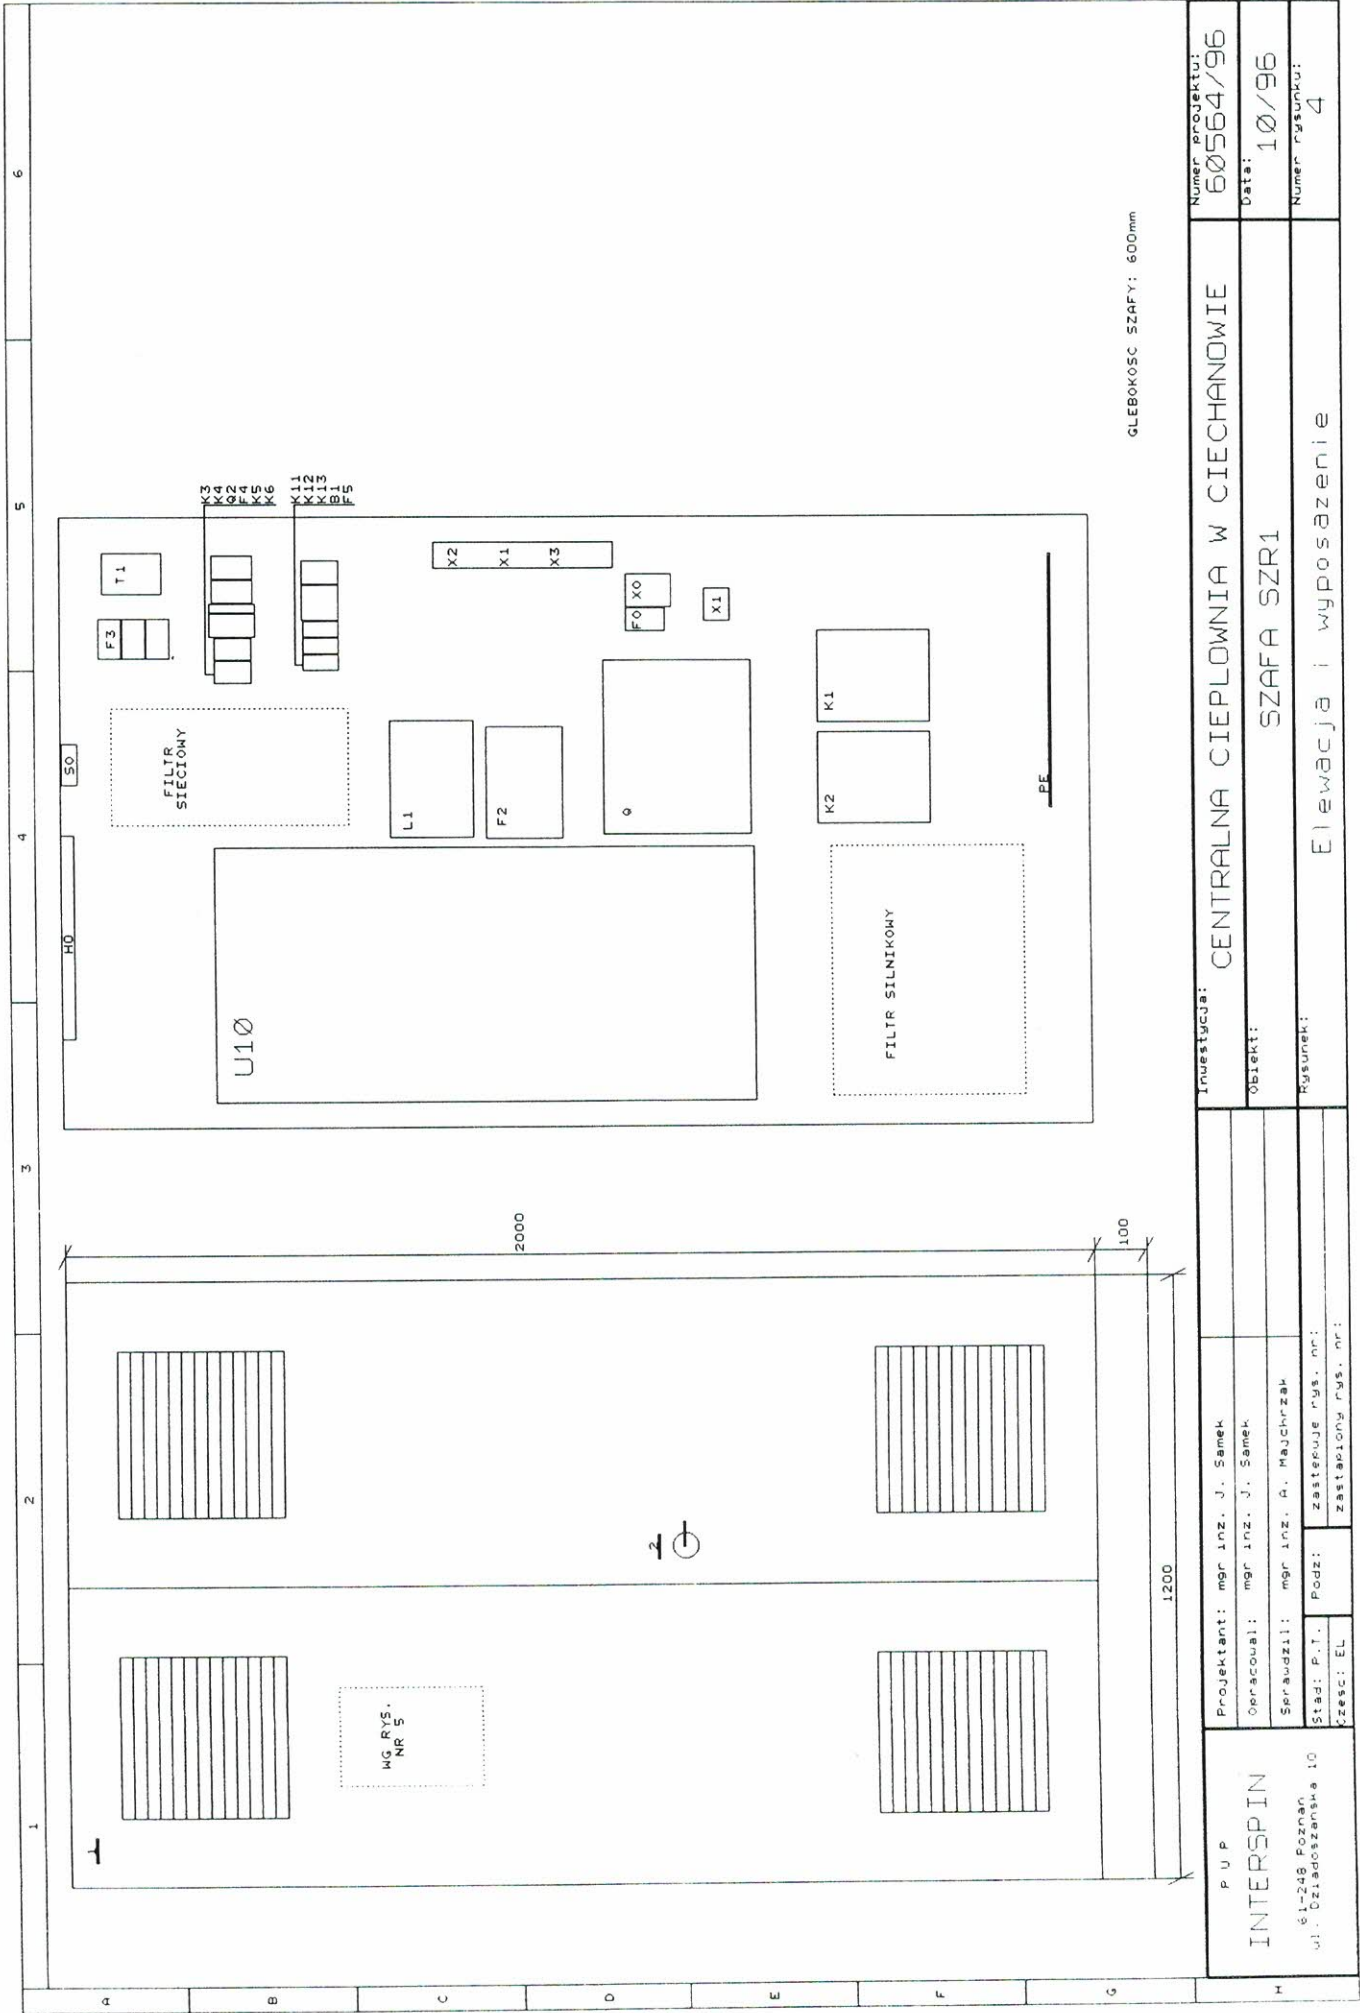 1
2
3
4
5
6
A
B
C
D
E
F
G
H
1
WG RYS.
NR 5
2
2000
100
1200
H0
S0
U10
FILTR
SIECIOWY
F3
T1
K3
K4
Q2
F4
K5
K6
K11
K12
K13
B1
F5
L1
F2
X2
X1
X3
Q
F0
X0
X1
K2
K1
FILTR SILNIKOWY
PE
GLEBOKOSC SZAFY: 600mm
P U P
INTERSPIN
61-248 Poznan
ul. Dziadoszanska 10
Projektant: mgr inz. J. Samek
Opracowal: mgr inz. J. Samek
Sprawdzil: mgr inz. A. Majchrzak
Stad: P.T.
Podz:
zastepuje rys. nr:
Czesc: EL
zastapiony rys. nr:
Inwestycja:
CENTRALNA CIEPLOWNIA W CIECHANOWIE
Obiekt:
SZAFA SZR1
Rysunek:
Elewacja i wyposazenie
Numer projektu:
60564/96
Data:
10/96
Numer rysunku:
4